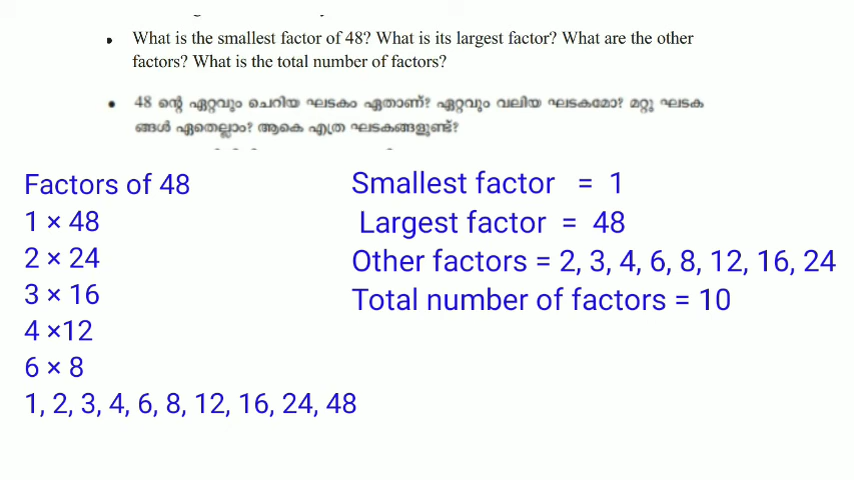 • What is the smallest factor of 48? What is its largest factor? What are the other
factors? What is the total number of factors?
• 48 ന്റെ ഏറ്റവും ചെറിയ ഘടകം ഏതാണ്? ഏറ്റവും വലിയ ഘടകമോ? മറ്റു ഘടക
ങ്ങൾ ഏതെല്ലാം? ആകെ എത്ര ഘടകങ്ങളുണ്ട്?
Factors of 48
1 × 48
2 × 24
3 × 16
4 ×12
6 × 8
1, 2, 3, 4, 6, 8, 12, 16, 24, 48
Smallest factor = 1
Largest factor = 48
Other factors = 2, 3, 4, 6, 8, 12, 16, 24
Total number of factors = 10